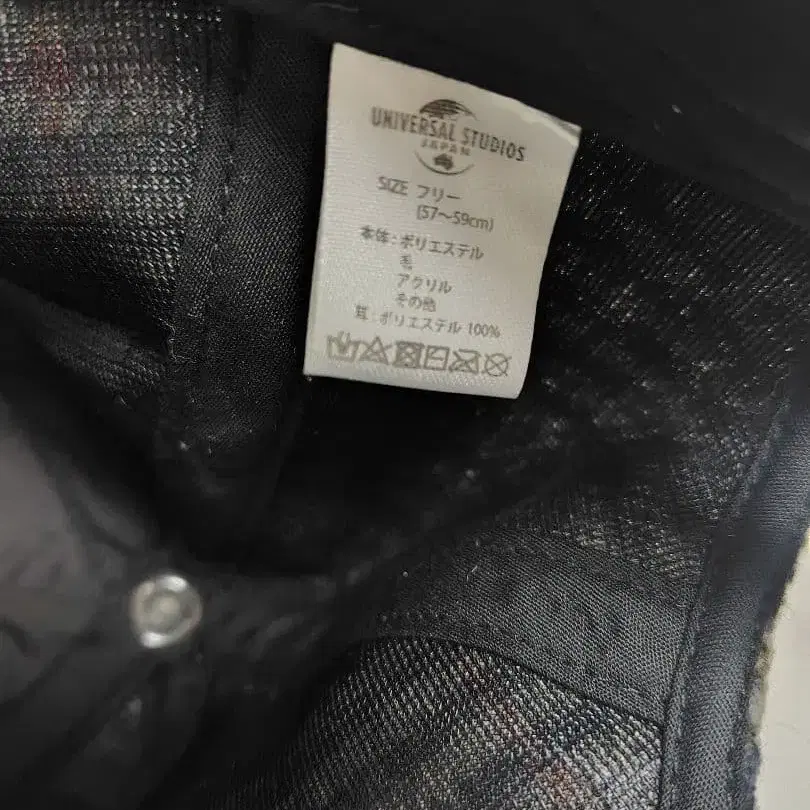 UNIVERSAL STUDIOS
JAPAN
SIZE フリー
(57〜59cm)
本体:ポリエステル
毛
アクリル
その他
耳:ポリエステル 100%